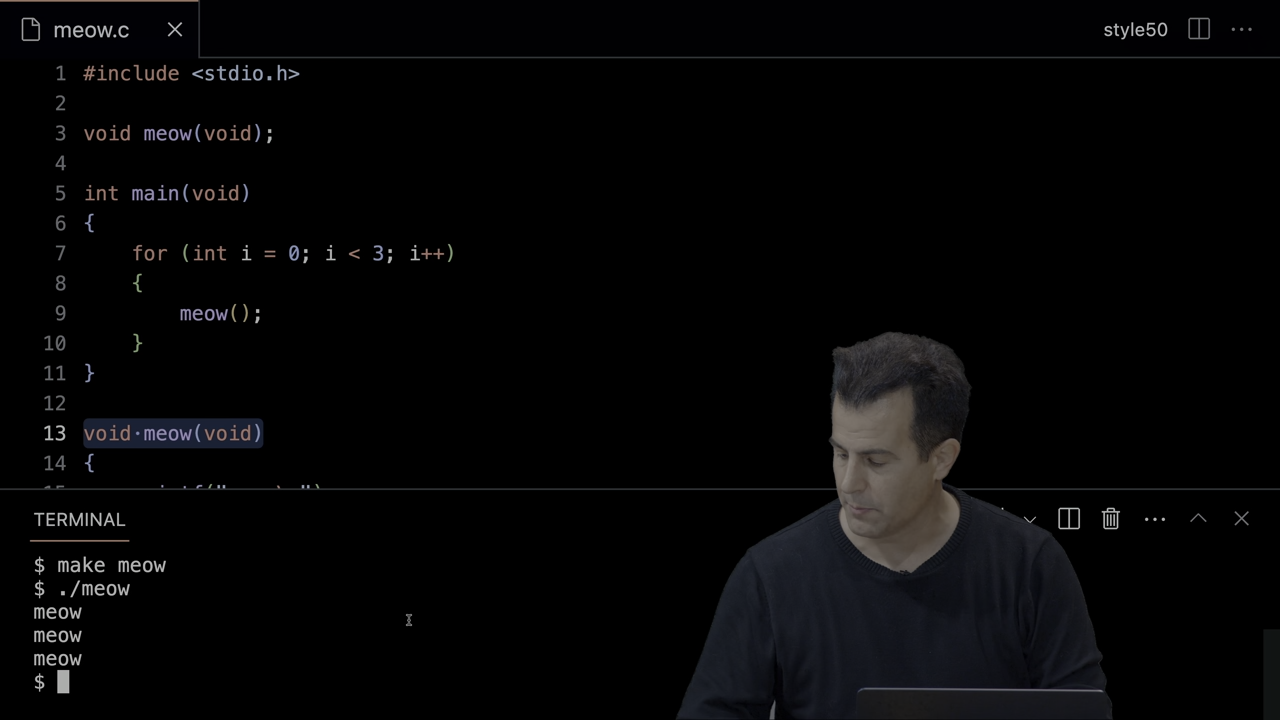 meow.c
style50
1 #include <stdio.h>
2
3 void meow(void);
4
5 int main(void)
6 {
7 for (int i = 0; i < 3; i++)
8 {
9 meow();
10 }
11 }
12
13 void·meow(void)
14 {
TERMINAL
$ make meow
$ ./meow
meow
meow
meow
$